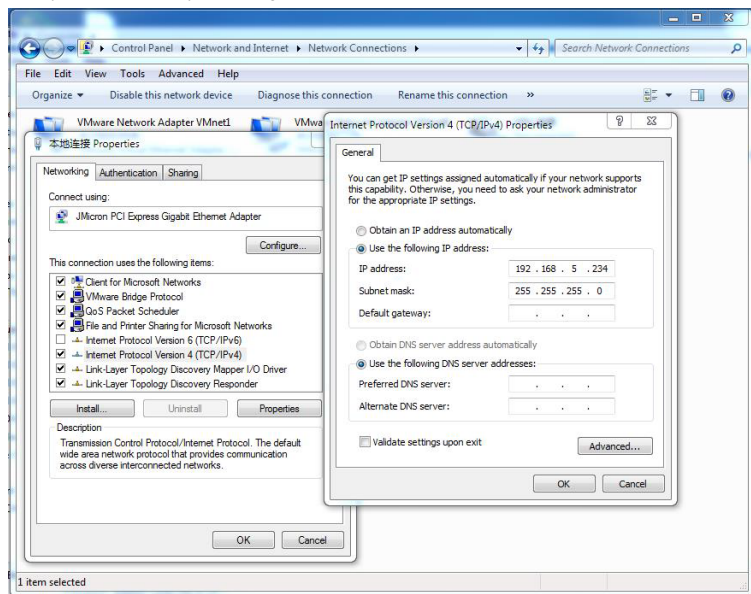 Control Panel ▸ Network and Internet ▸ Network Connections ▸
Search Network Connections
File Edit View Tools Advanced Help
Organize Disable this network device Diagnose this connection Rename this connection »
VMware Network Adapter VMnet1
VMwa
本地连接 Properties
Networking Authentication Sharing
Connect using:
JMicron PCI Express Gigabit Ethernet Adapter
Configure...
This connection uses the following items:
Client for Microsoft Networks
VMware Bridge Protocol
QoS Packet Scheduler
File and Printer Sharing for Microsoft Networks
Internet Protocol Version 6 (TCP/IPv6)
Internet Protocol Version 4 (TCP/IPv4)
Link-Layer Topology Discovery Mapper I/O Driver
Link-Layer Topology Discovery Responder
Install... Uninstall Properties
Description
Transmission Control Protocol/Internet Protocol. The default
wide area network protocol that provides communication
across diverse interconnected networks.
OK Cancel
Internet Protocol Version 4 (TCP/IPv4) Properties
General
You can get IP settings assigned automatically if your network supports
this capability. Otherwise, you need to ask your network administrator
for the appropriate IP settings.
Obtain an IP address automatically
Use the following IP address:
IP address: 192 . 168 . 5 . 234
Subnet mask: 255 . 255 . 255 . 0
Default gateway: . . .
Obtain DNS server address automatically
Use the following DNS server addresses:
Preferred DNS server: . . .
Alternate DNS server: . . .
Validate settings upon exit
Advanced...
OK Cancel
1 item selected